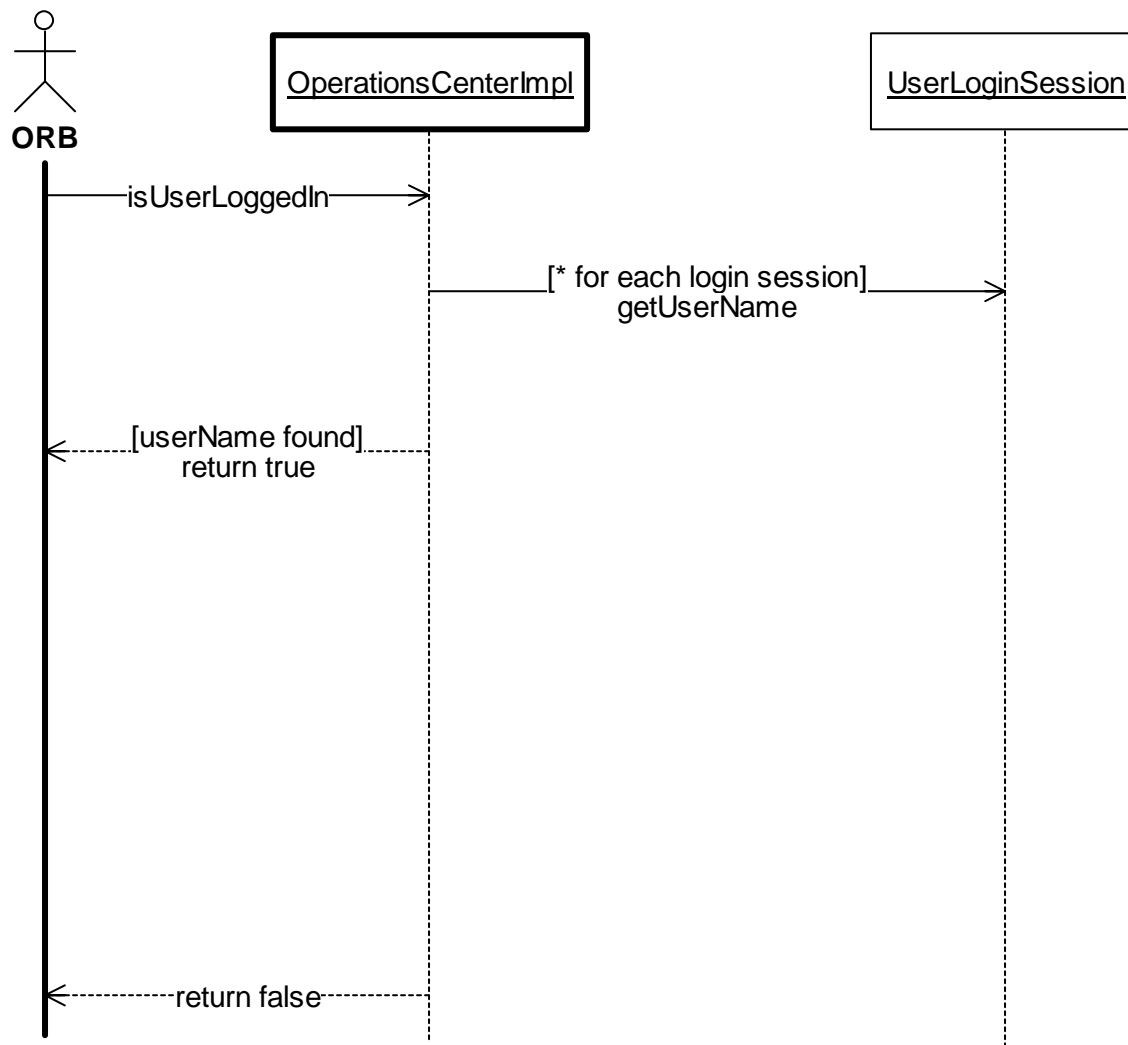 OperationsCenterImpl
UserLoginSession
ORB
isUserLoggedIn
[* for each login session]
getUserName
[userName found]
return true
return false